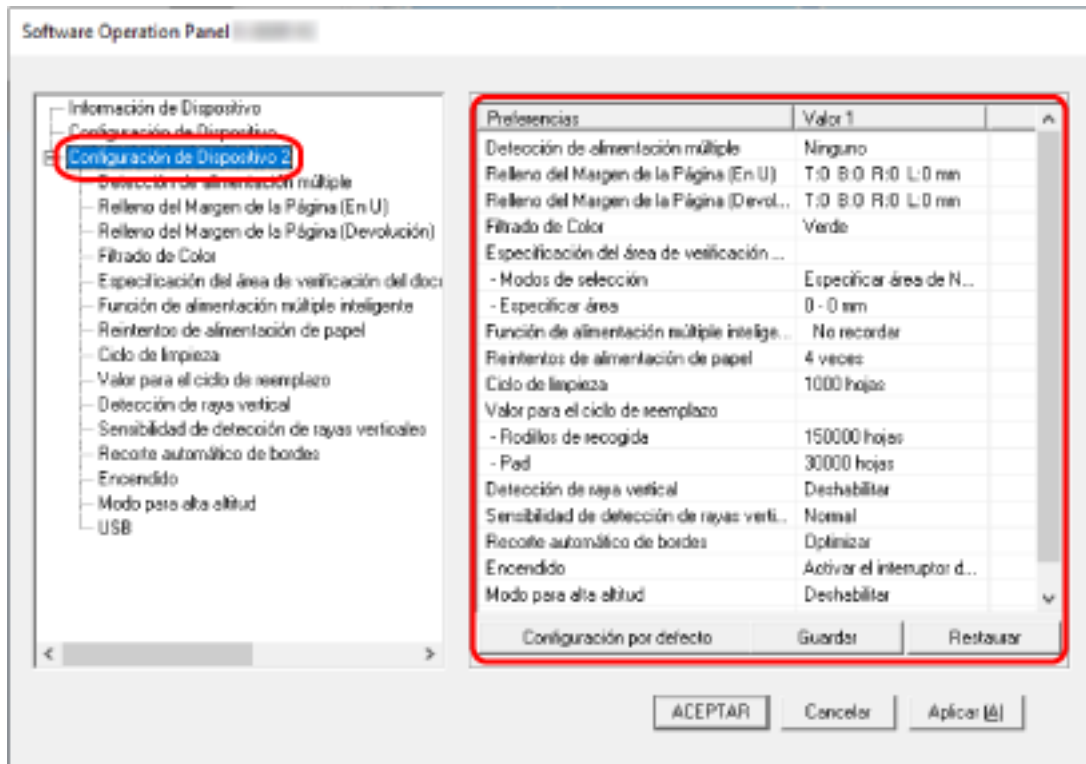 Software Operation Panel
Información de Dispositivo
Configuración de Dispositivo
Configuración de Dispositivo 2
Detección de alimentación múltiple
Relleno del Margen de la Página (En U)
Relleno del Margen de la Página (Devolución)
Filtrado de Color
Especificación del área de verificación del doc
Función de alimentación múltiple inteligente
Reintentos de alimentación de papel
Ciclo de limpieza
Valor para el ciclo de reemplazo
Detección de raya vertical
Sensibilidad de detección de rayas verticales
Recorte automático de bordes
Encendido
Modo para alta altitud
USB
Preferencias Valor 1
Detección de alimentación múltiple Ninguno
Relleno del Margen de la Página (En U) T:0 B:0 R:0 L:0 mm
Relleno del Margen de la Página (Devol... T:0 B:0 R:0 L:0 mm
Filtrado de Color Verde
Especificación del área de verificación ...
- Modos de selección Especificar área de N...
- Especificar área 0 - 0 mm
Función de alimentación múltiple intelige... No recordar
Reintentos de alimentación de papel 4 veces
Ciclo de limpieza 1000 hojas
Valor para el ciclo de reemplazo
- Rodillos de recogida 150000 hojas
- Pad 30000 hojas
Detección de raya vertical Deshabilitar
Sensibilidad de detección de rayas verti... Normal
Recorte automático de bordes Optimizar
Encendido Activar el interruptor d...
Modo para alta altitud Deshabilitar
Configuración por defecto Guardar Restaurar
ACEPTAR Cancelar Aplicar (A)